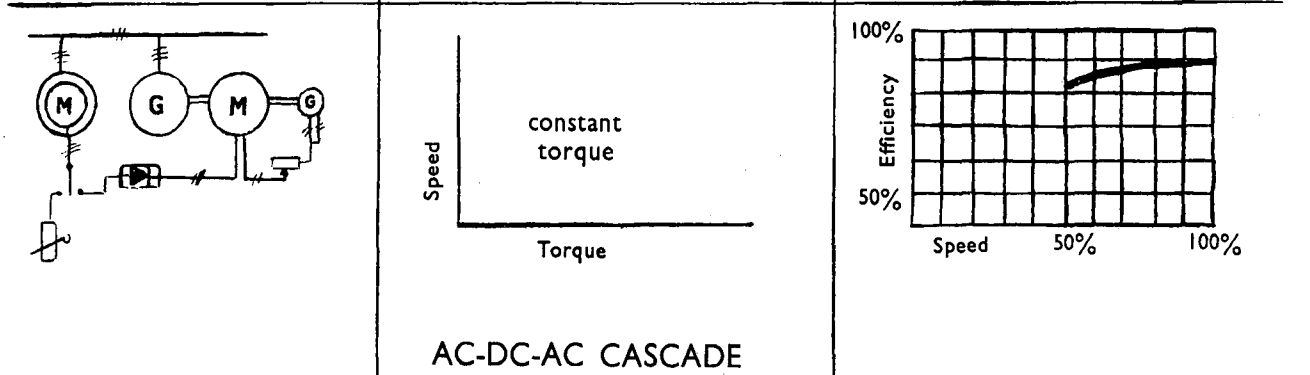 M
G
M
G
Speed
constant
torque
Torque
AC-DC-AC CASCADE
100%
Efficiency
50%
Speed
50%
100%